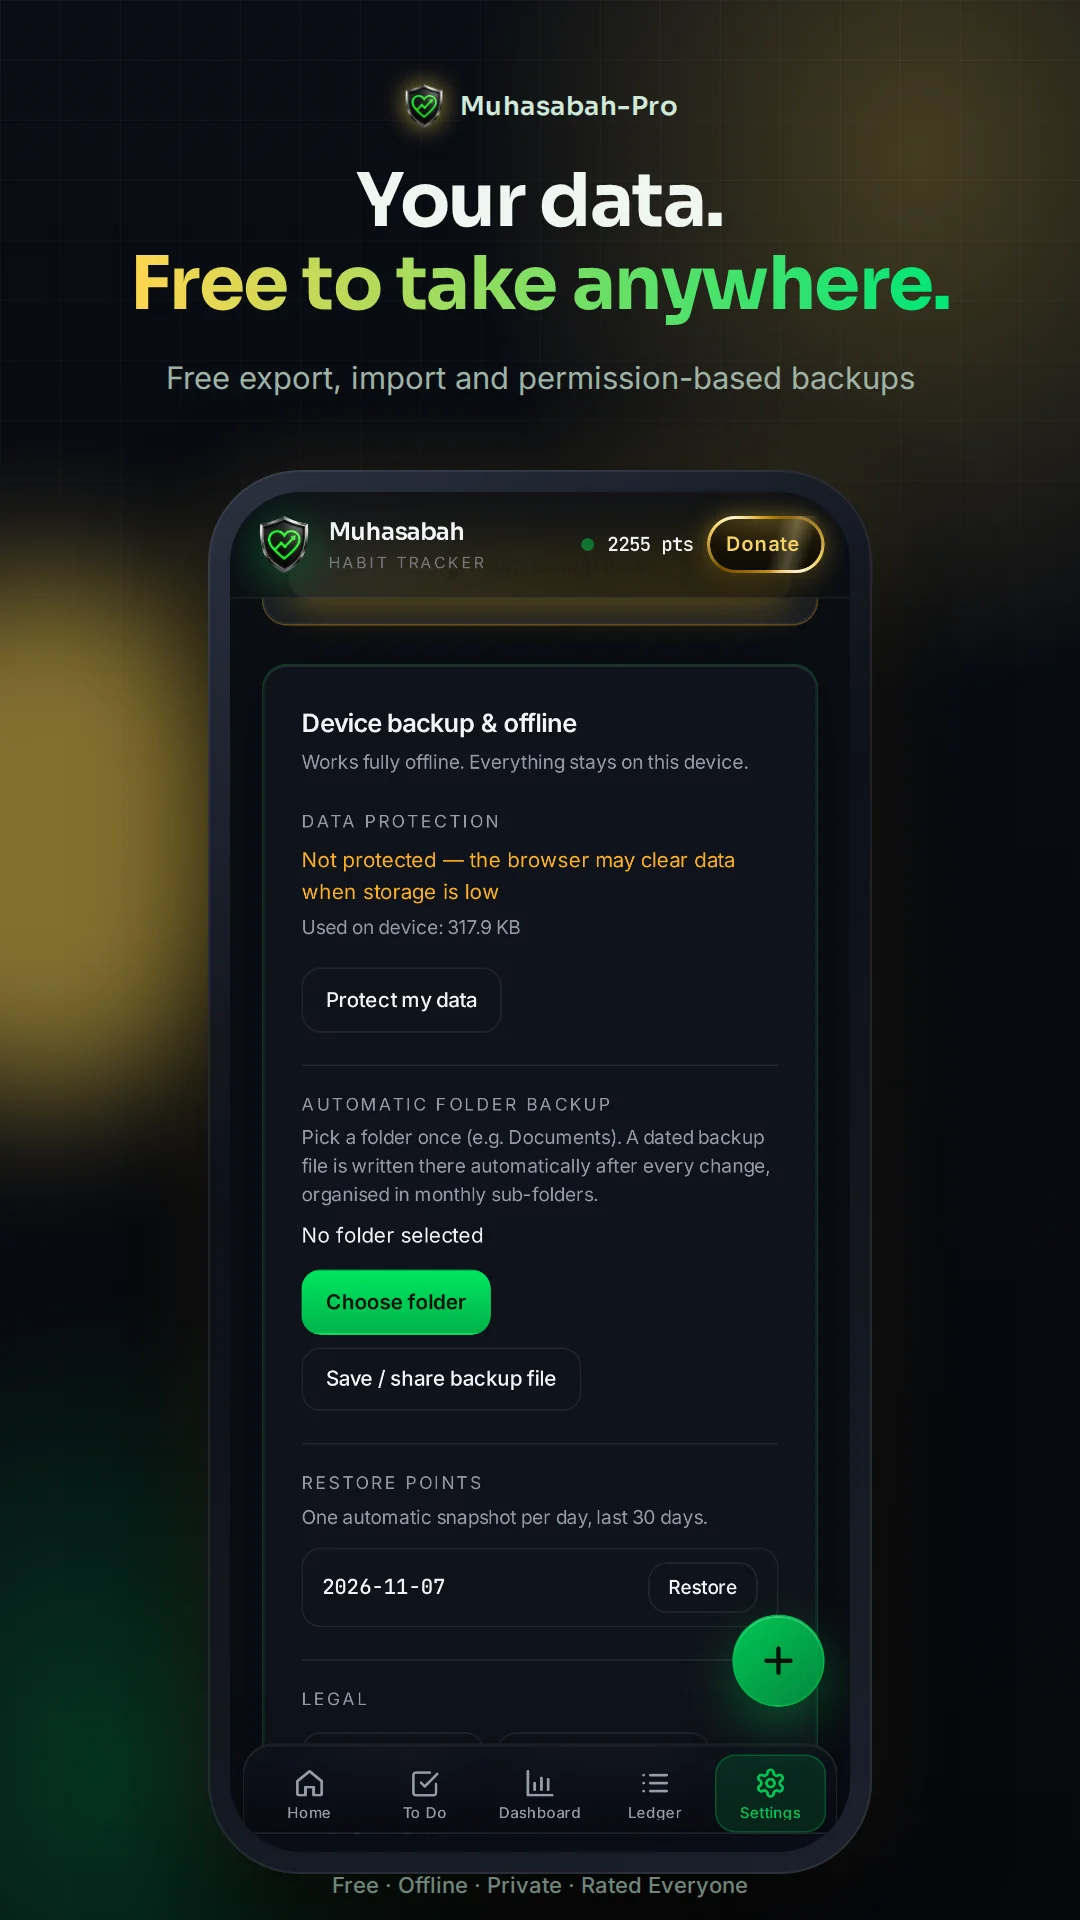 Muhasabah-Pro
Your data.
Free to take anywhere.
Free export, import and permission-based backups
Muhasabah
HABIT TRACKER
2255 pts
Donate
Device backup & offline
Works fully offline. Everything stays on this device.
DATA PROTECTION
Not protected — the browser may clear data
when storage is low
Used on device: 317.9 KB
Protect my data
AUTOMATIC FOLDER BACKUP
Pick a folder once (e.g. Documents). A dated backup
file is written there automatically after every change,
organised in monthly sub-folders.
No folder selected
Choose folder
Save / share backup file
RESTORE POINTS
One automatic snapshot per day, last 30 days.
2026-11-07
Restore
+
LEGAL
Home
To Do
Dashboard
Ledger
Settings
Free · Offline · Private · Rated Everyone